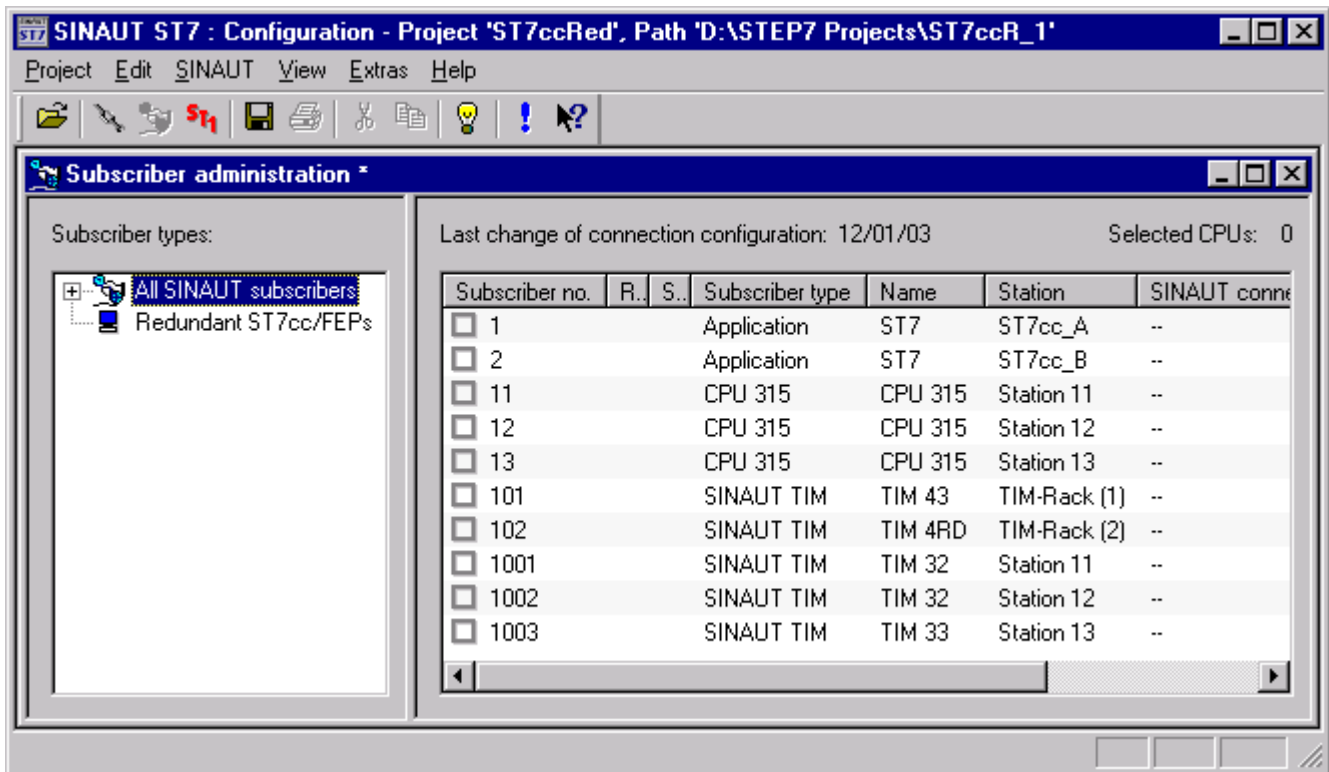 SINAUT ST7 : Configuration - Project 'ST7ccRed', Path 'D:\STEP7 Projects\ST7ccR_1'
Project Edit SINAUT View Extras Help
Subscriber administration *
Subscriber types:
All SINAUT subscribers
Redundant ST7cc/FEPs
Last change of connection configuration: 12/01/03 Selected CPUs: 0
Subscriber no. R.. S.. Subscriber type Name Station SINAUT conne
1 Application ST7 ST7cc_A --
2 Application ST7 ST7cc_B --
11 CPU 315 CPU 315 Station 11 --
12 CPU 315 CPU 315 Station 12 --
13 CPU 315 CPU 315 Station 13 --
101 SINAUT TIM TIM 43 TIM-Rack (1) --
102 SINAUT TIM TIM 4RD TIM-Rack (2) --
1001 SINAUT TIM TIM 32 Station 11 --
1002 SINAUT TIM TIM 32 Station 12 --
1003 SINAUT TIM TIM 33 Station 13 --